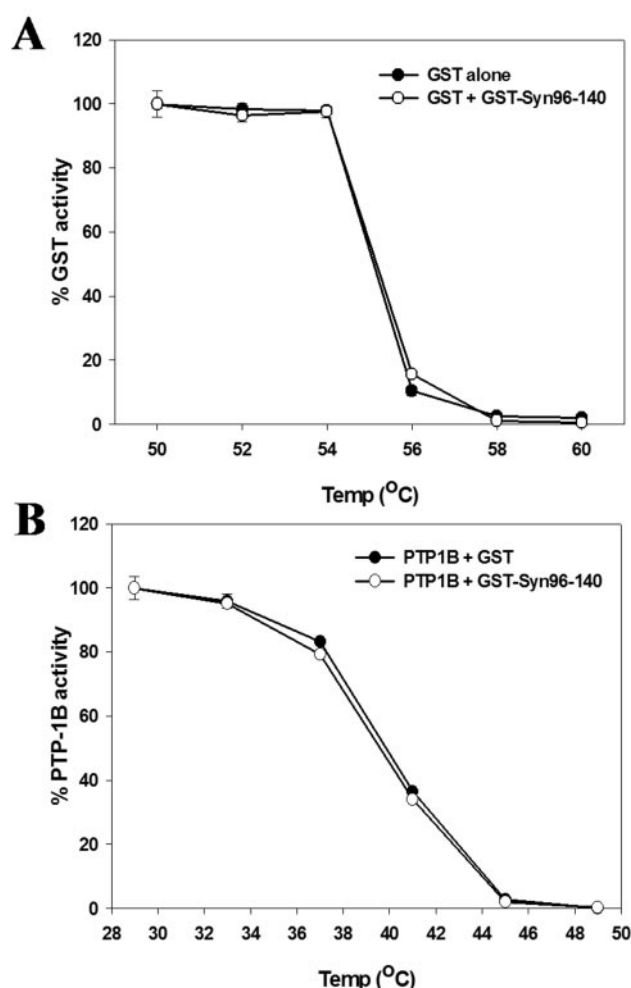 A
120
100
80
60
40
20
0
% GST activity
GST alone
GST + GST-Syn96-140
50 52 54 56 58 60
Temp (°C)
B
120
100
80
60
40
20
0
% PTP-1B activity
PTP1B + GST
PTP1B + GST-Syn96-140
28 30 32 34 36 38 40 42 44 46 48 50
Temp (°C)